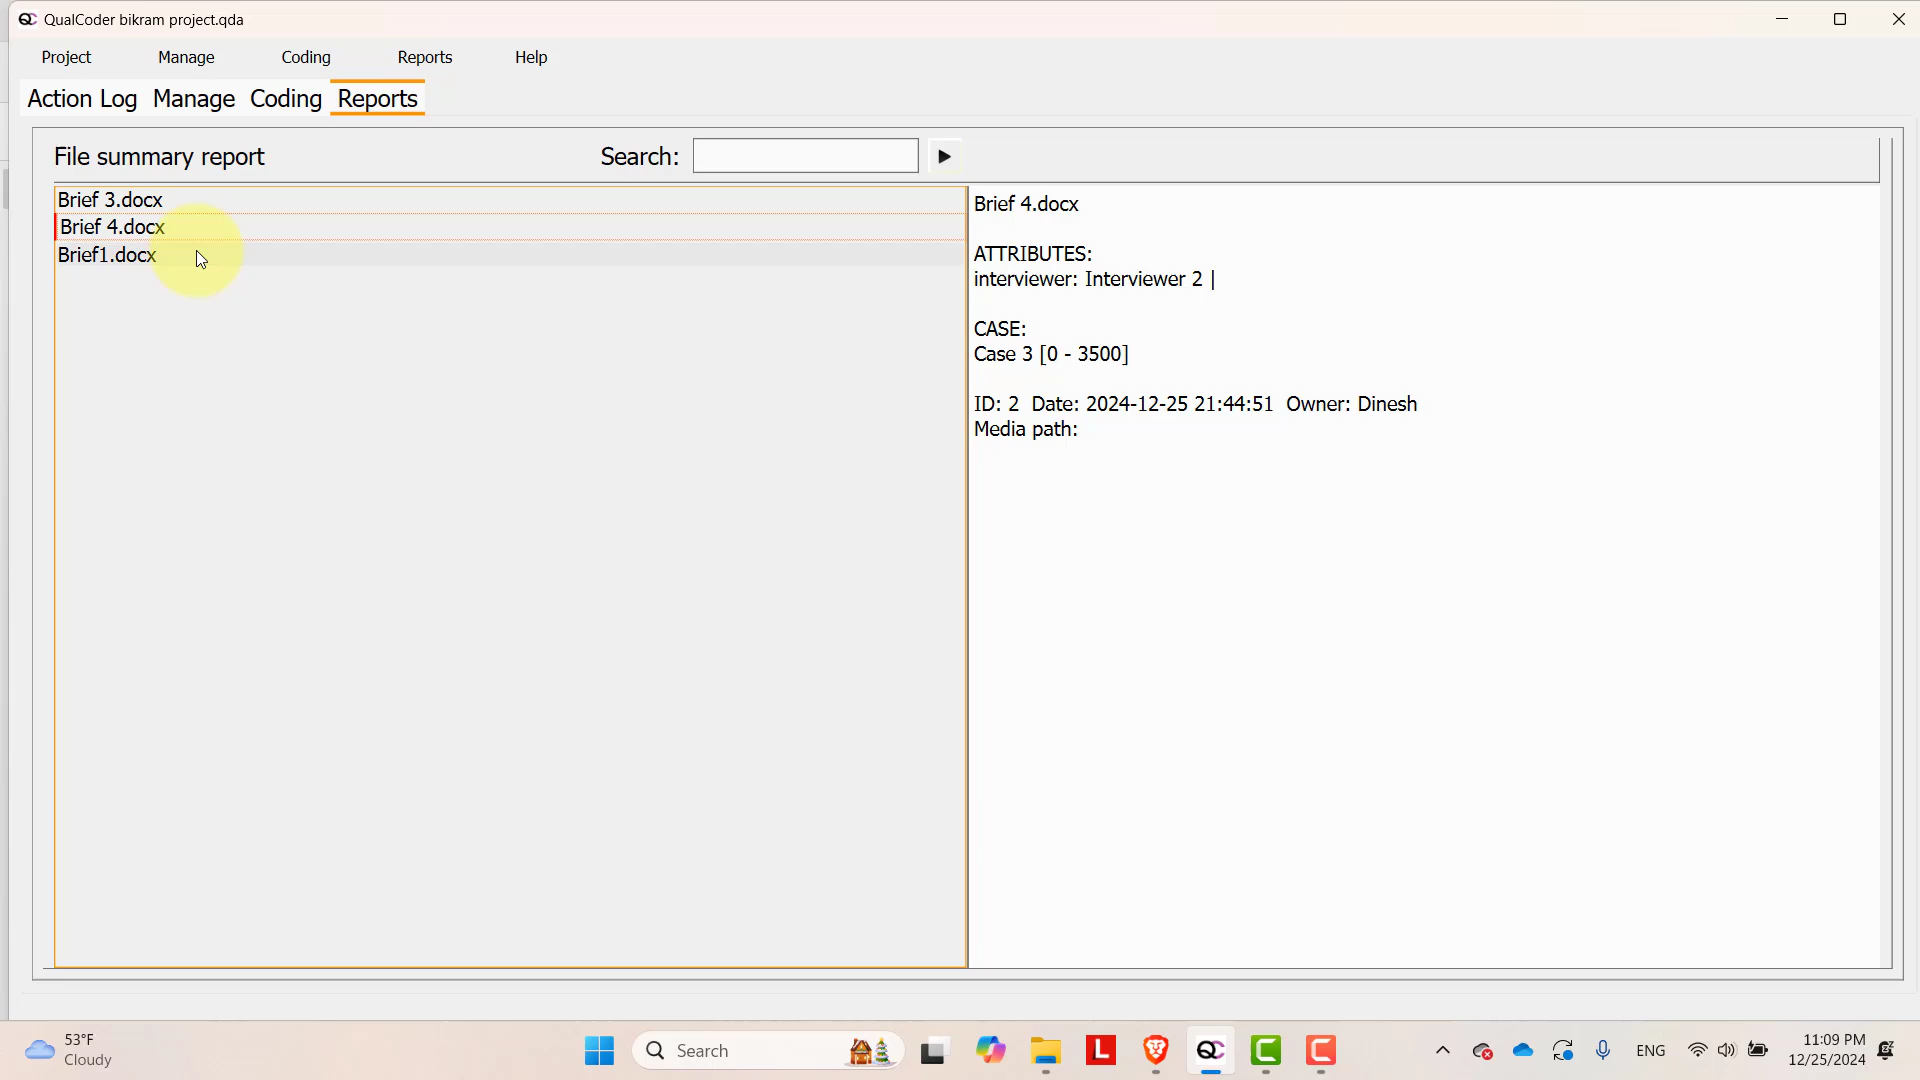 QualCoder bikram project.qda
Project Manage Coding Reports Help
Action Log Manage Coding Reports
File summary report Search:
Brief 3.docx
Brief 4.docx
Brief1.docx
Brief 4.docx
ATTRIBUTES:
interviewer: Interviewer 2 |
CASE:
Case 3 [0 - 3500]
ID: 2 Date: 2024-12-25 21:44:51 Owner: Dinesh
Media path:
53°F
Cloudy
Search
L
QC
C
C
ENG
11:09 PM
12/25/2024